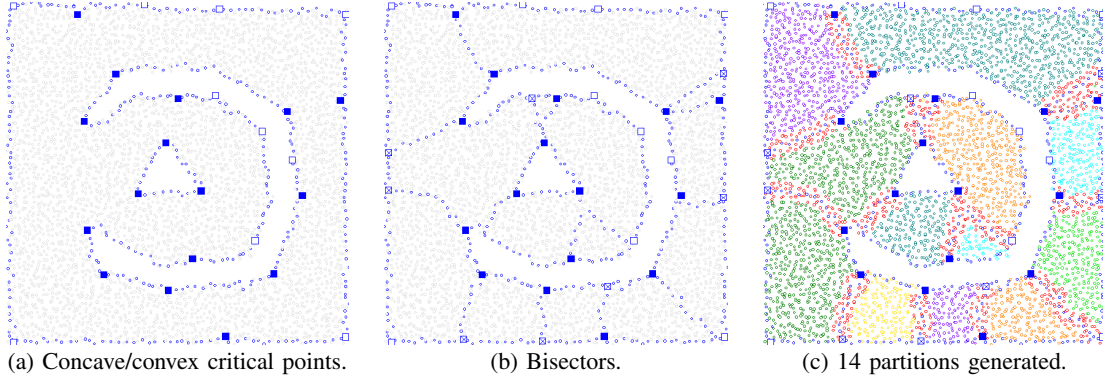 (a) Concave/convex critical points.
(b) Bisectors.
(c) 14 partitions generated.